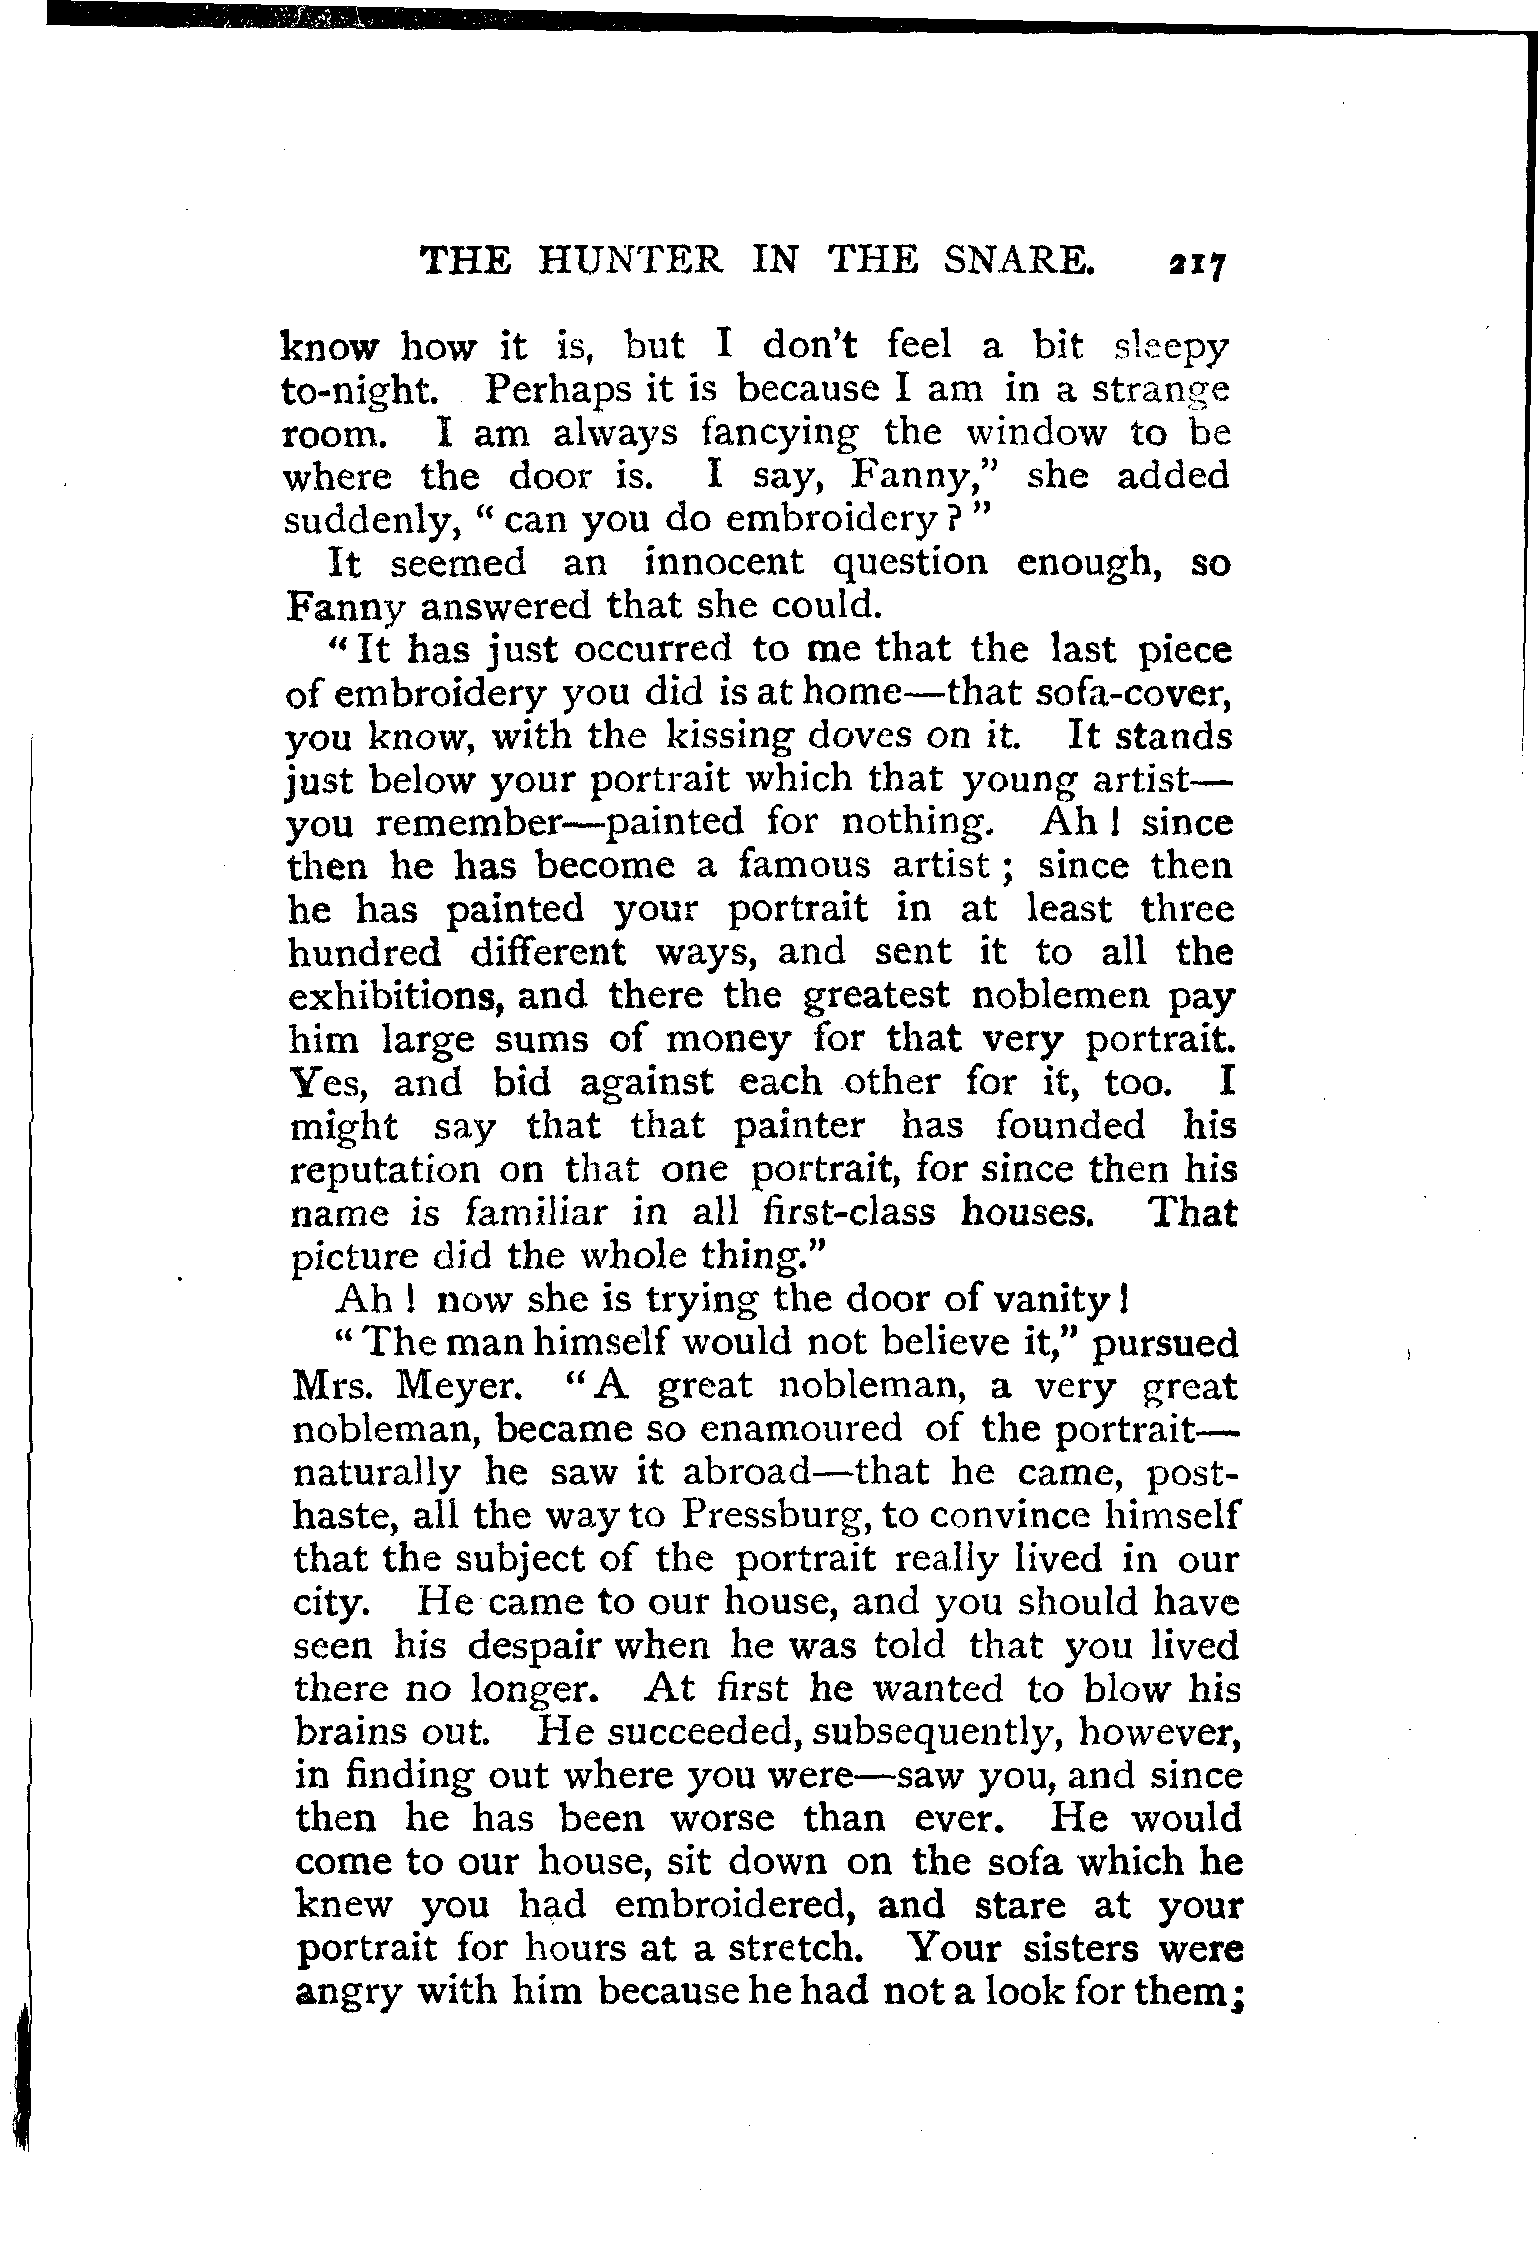 THE HUNTER IN THE SNARE. 217
know how it is, but I don't feel a bit sleepy
to-night. Perhaps it is because I am in a strange
room. I am always fancying the window to be
where the door is. I say, Fanny," she added
suddenly, "can you do embroidery?"
It seemed an innocent question enough, so
Fanny answered that she could.
"It has just occurred to me that the last piece
of embroidery you did is at home—that sofa-cover,
you know, with the kissing doves on it. It stands
just below your portrait which that young artist—
you remember—painted for nothing. Ah! since
then he has become a famous artist; since then
he has painted your portrait in at least three
hundred different ways, and sent it to all the
exhibitions, and there the greatest noblemen pay
him large sums of money for that very portrait.
Yes, and bid against each other for it, too. I
might say that that painter has founded his
reputation on that one portrait, for since then his
name is familiar in all first-class houses. That
picture did the whole thing."
Ah! now she is trying the door of vanity!
"The man himself would not believe it," pursued
Mrs. Meyer. "A great nobleman, a very great
nobleman, became so enamoured of the portrait—
naturally he saw it abroad—that he came, post-
haste, all the way to Pressburg, to convince himself
that the subject of the portrait really lived in our
city. He came to our house, and you should have
seen his despair when he was told that you lived
there no longer. At first he wanted to blow his
brains out. He succeeded, subsequently, however,
in finding out where you were—saw you, and since
then he has been worse than ever. He would
come to our house, sit down on the sofa which he
knew you had embroidered, and stare at your
portrait for hours at a stretch. Your sisters were
angry with him because he had not a look for them;